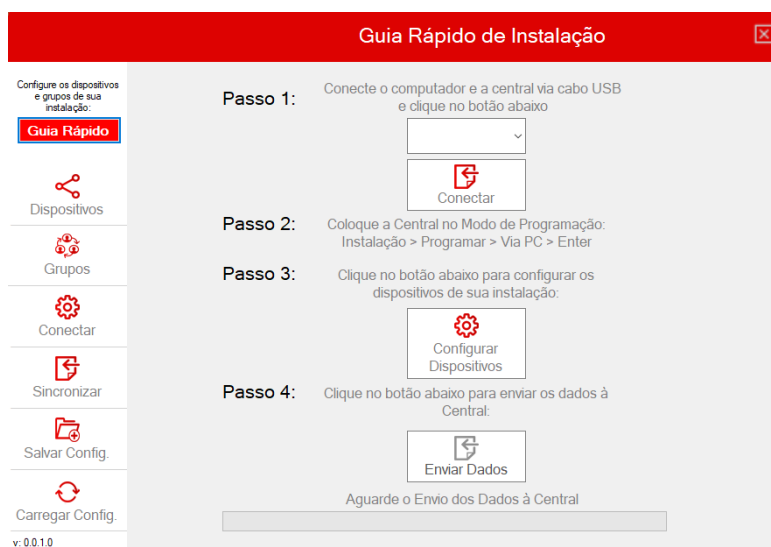 Guia Rápido de Instalação
Configure os dispositivos
e grupos de sua
instalação:
Guia Rápido
Dispositivos
Grupos
Conectar
Sincronizar
Salvar Config.
Carregar Config.
v: 0.0.1.0
Passo 1:
Conecte o computador e a central via cabo USB
e clique no botão abaixo
Conectar
Passo 2:
Coloque a Central no Modo de Programação:
Instalação > Programar > Via PC > Enter
Passo 3:
Clique no botão abaixo para configurar os
dispositivos de sua instalação:
Configurar
Dispositivos
Passo 4:
Clique no botão abaixo para enviar os dados à
Central:
Enviar Dados
Aguarde o Envio dos Dados à Central